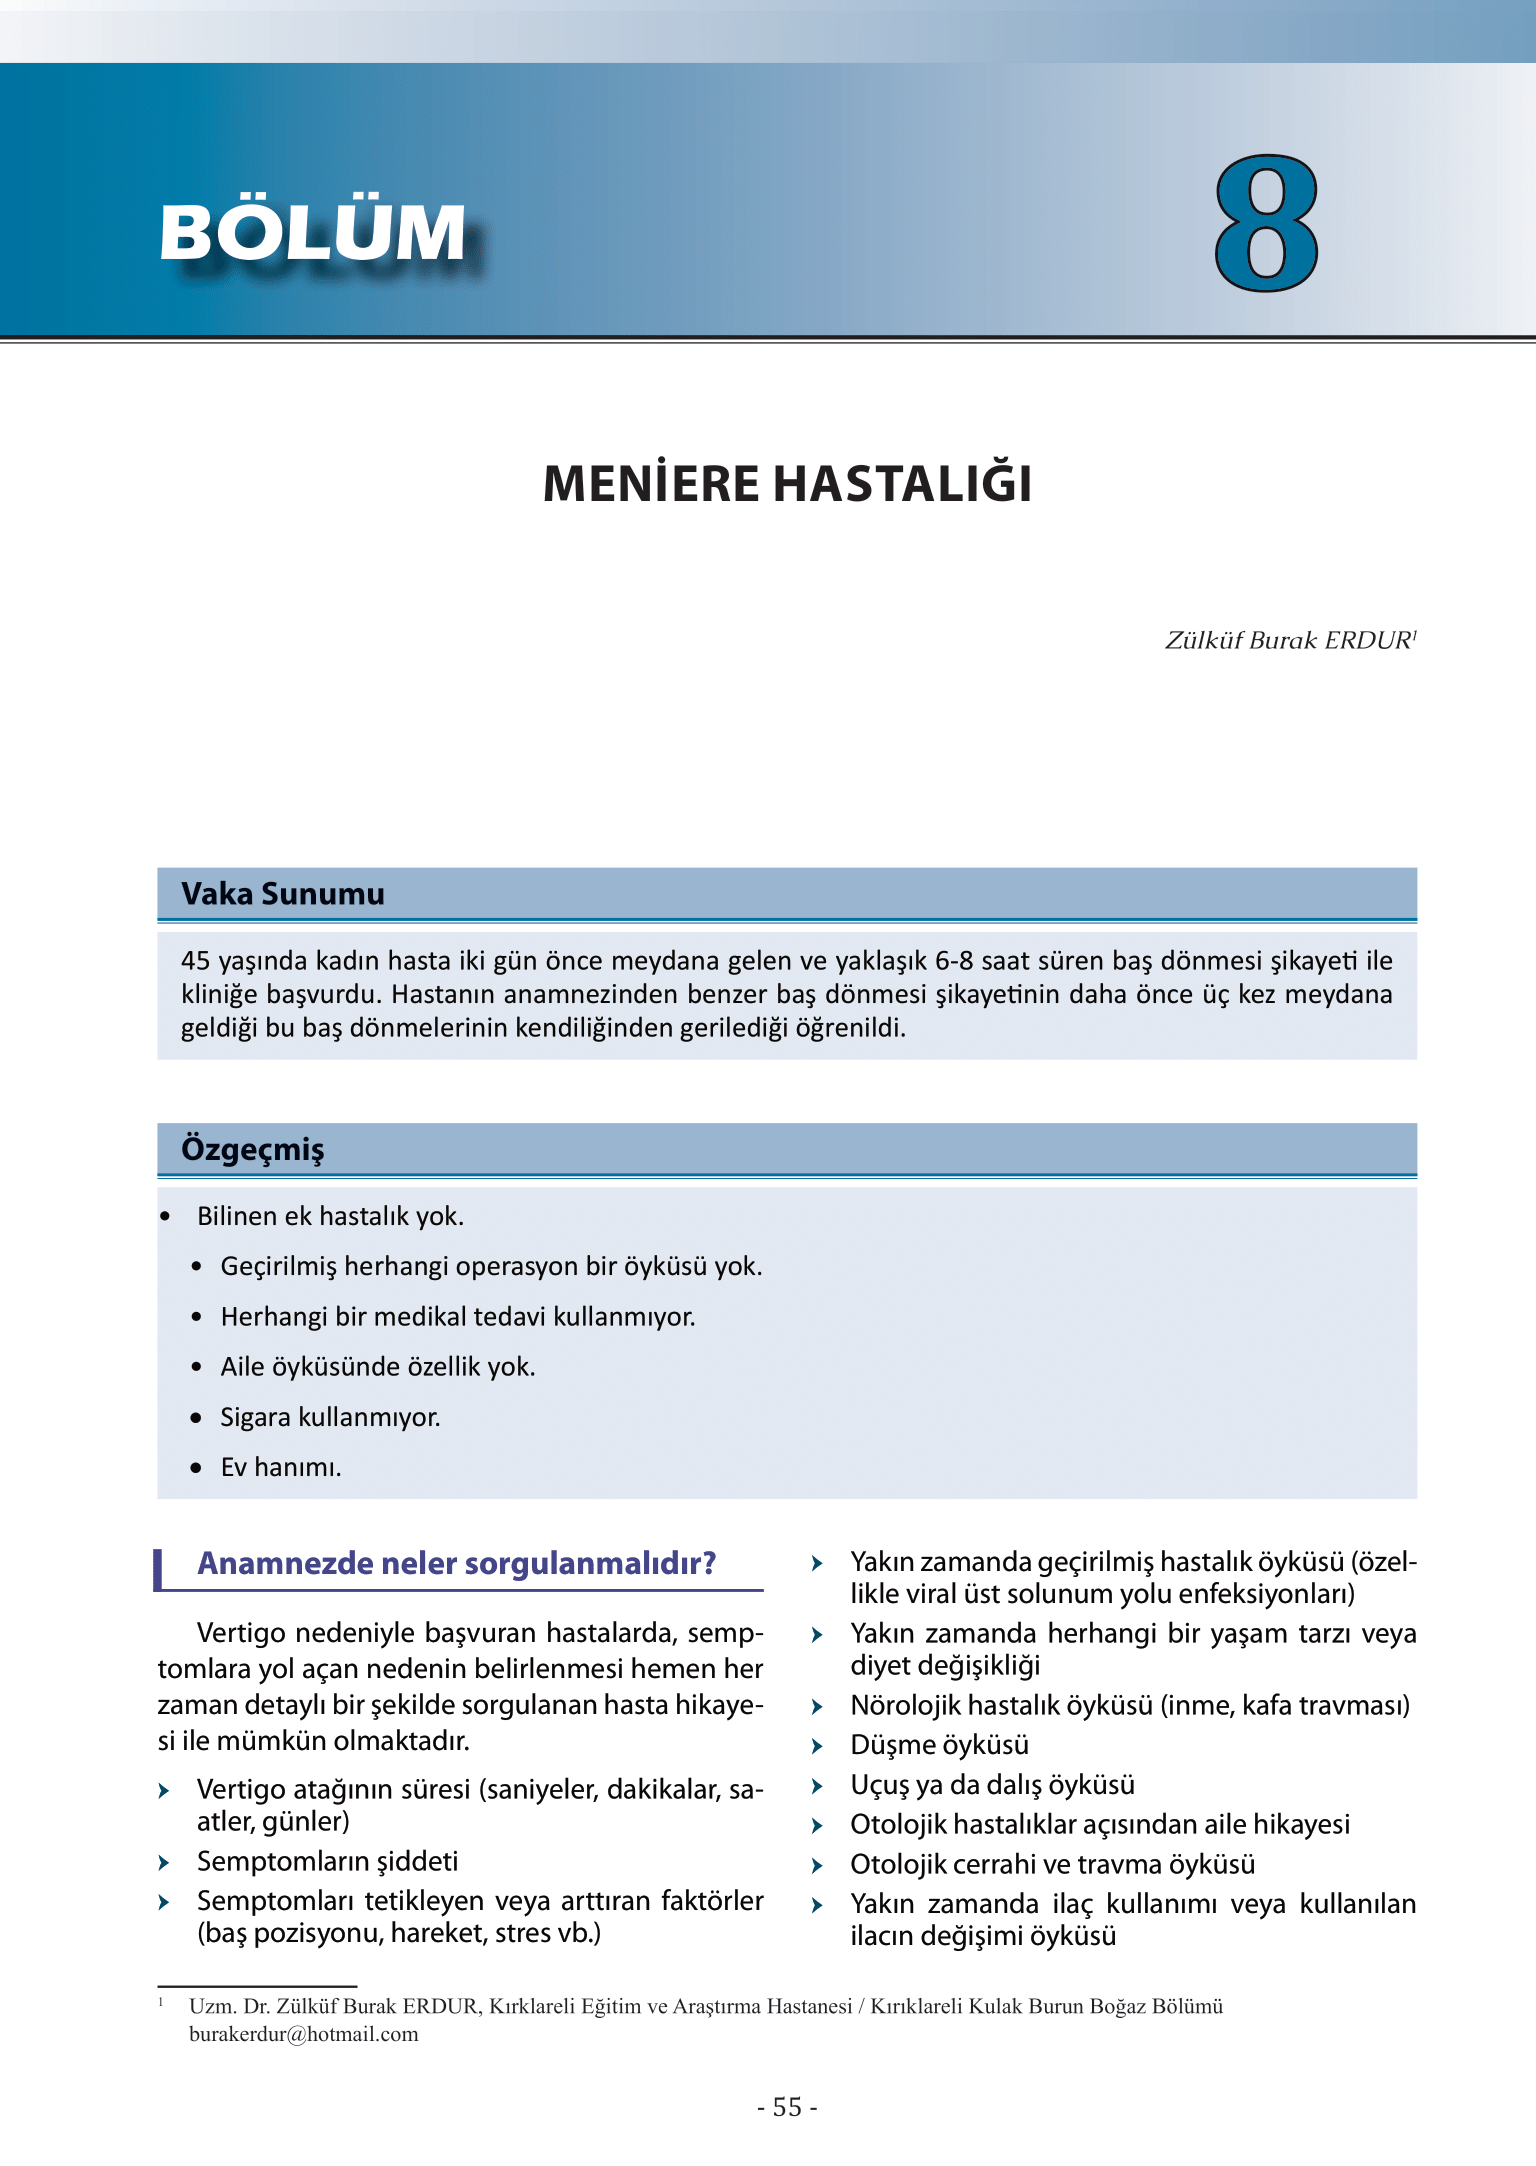 BÖLÜM
8
MENİERE HASTALIĞI
Zülküf Burak ERDUR¹
Vaka Sunumu
45 yaşında kadın hasta iki gün önce meydana gelen ve yaklaşık 6-8 saat süren baş dönmesi şikayeti ile
kliniğe başvurdu. Hastanın anamnezinden benzer baş dönmesi şikayetinin daha önce üç kez meydana
geldiği bu baş dönmelerinin kendiliğinden gerilediği öğrenildi.
Özgeçmiş
• Bilinen ek hastalık yok.
• Geçirilmiş herhangi operasyon bir öyküsü yok.
• Herhangi bir medikal tedavi kullanmıyor.
• Aile öyküsünde özellik yok.
• Sigara kullanmıyor.
• Ev hanımı.
Anamnezde neler sorgulanmalıdır?
Vertigo nedeniyle başvuran hastalarda, semp-
tomlara yol açan nedenin belirlenmesi hemen her
zaman detaylı bir şekilde sorgulanan hasta hikaye-
si ile mümkün olmaktadır.
➤ Vertigo atağının süresi (saniyeler, dakikalar, sa-
atler, günler)
➤ Semptomların şiddeti
➤ Semptomları tetikleyen veya arttıran faktörler
(baş pozisyonu, hareket, stres vb.)
➤ Yakın zamanda geçirilmiş hastalık öyküsü (özel-
likle viral üst solunum yolu enfeksiyonları)
➤ Yakın zamanda herhangi bir yaşam tarzı veya
diyet değişikliği
➤ Nörolojik hastalık öyküsü (inme, kafa travması)
➤ Düşme öyküsü
➤ Uçuş ya da dalış öyküsü
➤ Otolojik hastalıklar açısından aile hikayesi
➤ Otolojik cerrahi ve travma öyküsü
➤ Yakın zamanda ilaç kullanımı veya kullanılan
ilacın değişimi öyküsü
¹ Uzm. Dr. Zülküf Burak ERDUR, Kırklareli Eğitim ve Araştırma Hastanesi / Kırıklareli Kulak Burun Boğaz Bölümü
burakerdur@hotmail.com
- 55 -